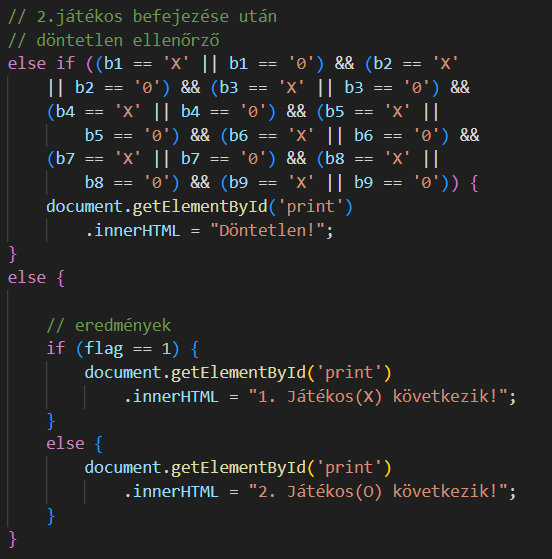 // 2.játékos befejezése után
// döntetlen ellenőrző
else if ((b1 == 'X' || b1 == '0') && (b2 == 'X'
|| b2 == '0') && (b3 == 'X' || b3 == '0') &&
(b4 == 'X' || b4 == '0') && (b5 == 'X' ||
b5 == '0') && (b6 == 'X' || b6 == '0') &&
(b7 == 'X' || b7 == '0') && (b8 == 'X' ||
b8 == '0') && (b9 == 'X' || b9 == '0')) {
document.getElementById('print')
.innerHTML = "Döntetlen!";
}
else {
// eredmények
if (flag == 1) {
document.getElementById('print')
.innerHTML = "1. Játékos(X) következik!";
}
else {
document.getElementById('print')
.innerHTML = "2. Játékos(O) következik!";
}
}